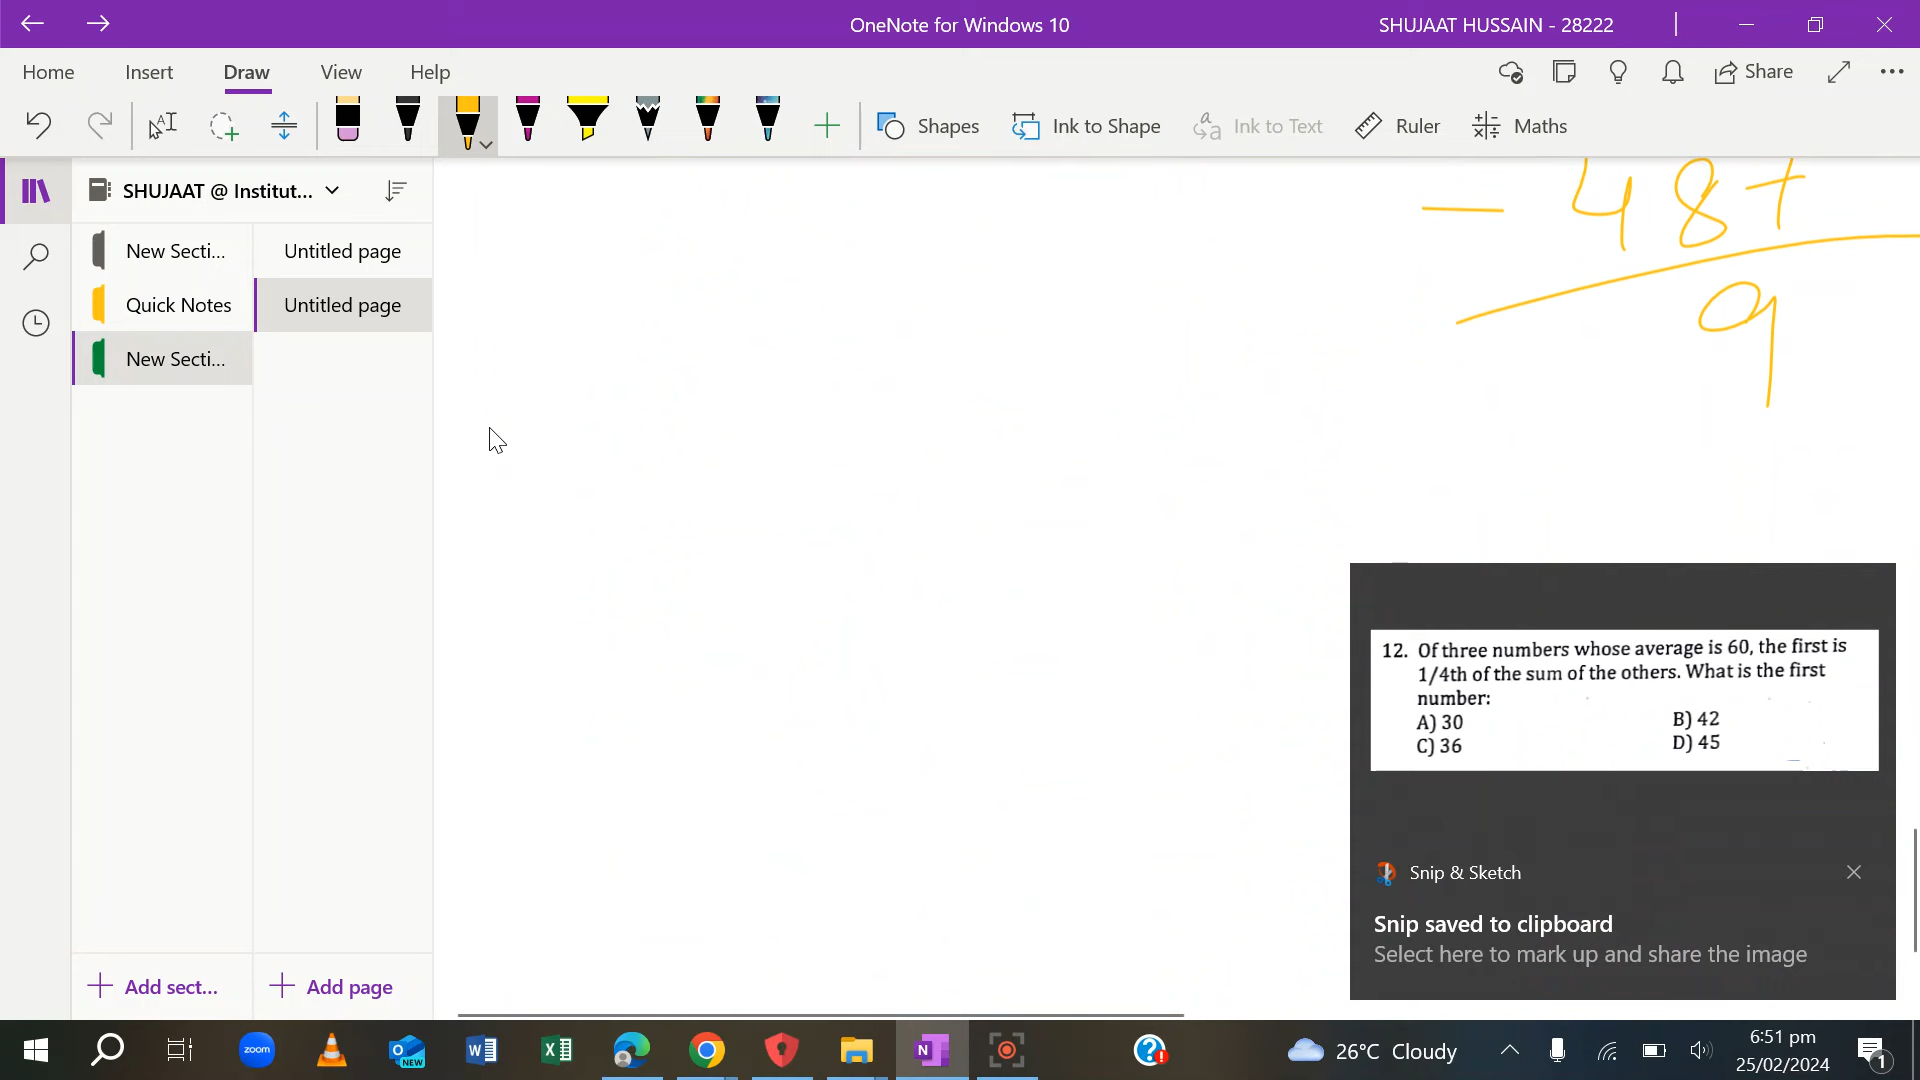 OneNote for Windows 10
SHUJAAT HUSSAIN - 28222
Home Insert Draw View Help
Share
Shapes Ink to Shape Ink to Text Ruler Maths
SHUJAAT @ Institut...
New Secti... Untitled page
Quick Notes Untitled page
New Secti...
- 487
9
12. Of three numbers whose average is 60, the first is
1/4th of the sum of the others. What is the first
number:
A) 30 B) 42
C) 36 D) 45
Snip & Sketch
Snip saved to clipboard
Select here to mark up and share the image
Add sect... Add page
zoom
NEW
26°C Cloudy
6:51 pm
25/02/2024
1